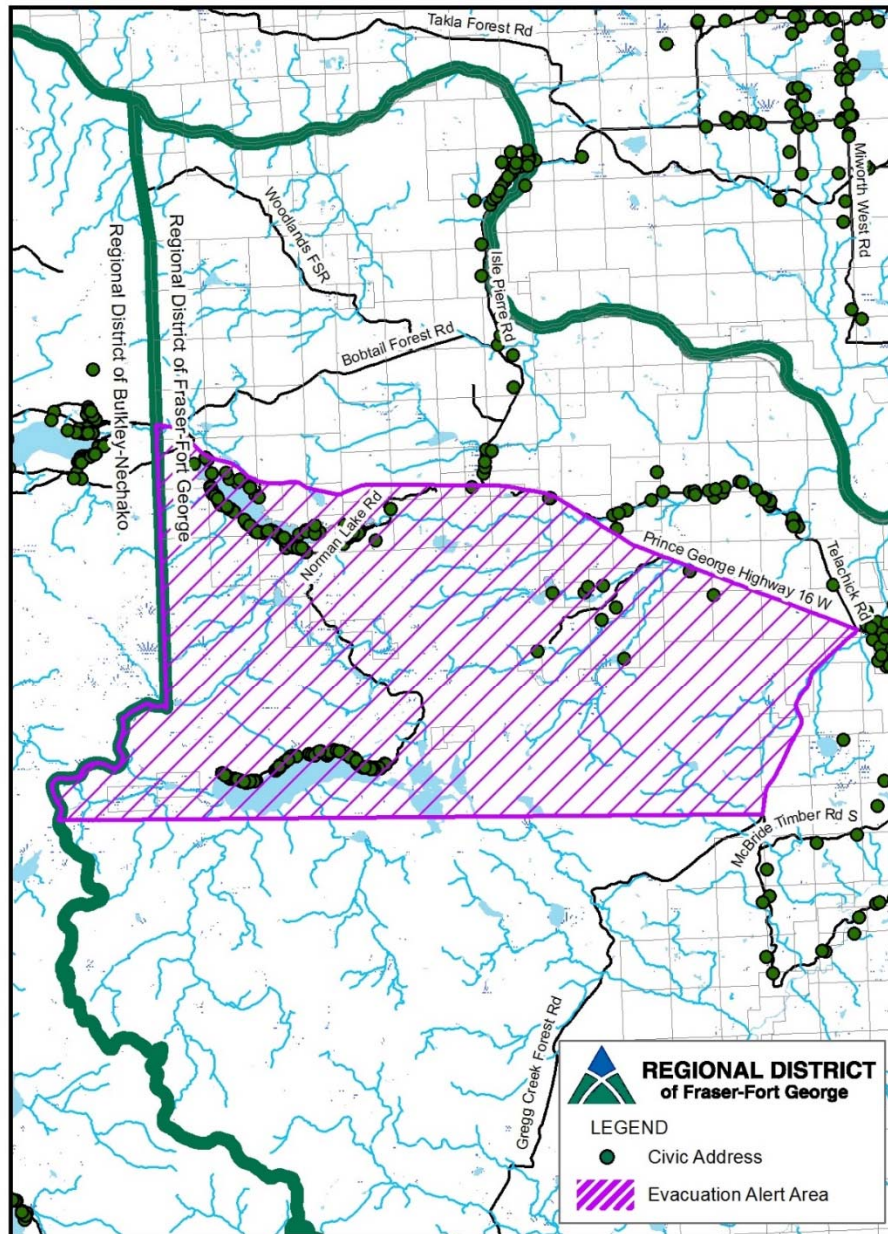 Takla Forest Rd
Miworth West Rd
Woodlands FSR
Isle Pierre Rd
Regional District of Bulkley-Nechako
Regional District of Fraser-Fort George
Bobtail Forest Rd
Norman Lake Rd
Prince George Highway 16 W
Telachick Rd
McBride Timber Rd S
Gregg Creek Forest Rd
REGIONAL DISTRICT
of Fraser-Fort George
LEGEND
Civic Address
Evacuation Alert Area